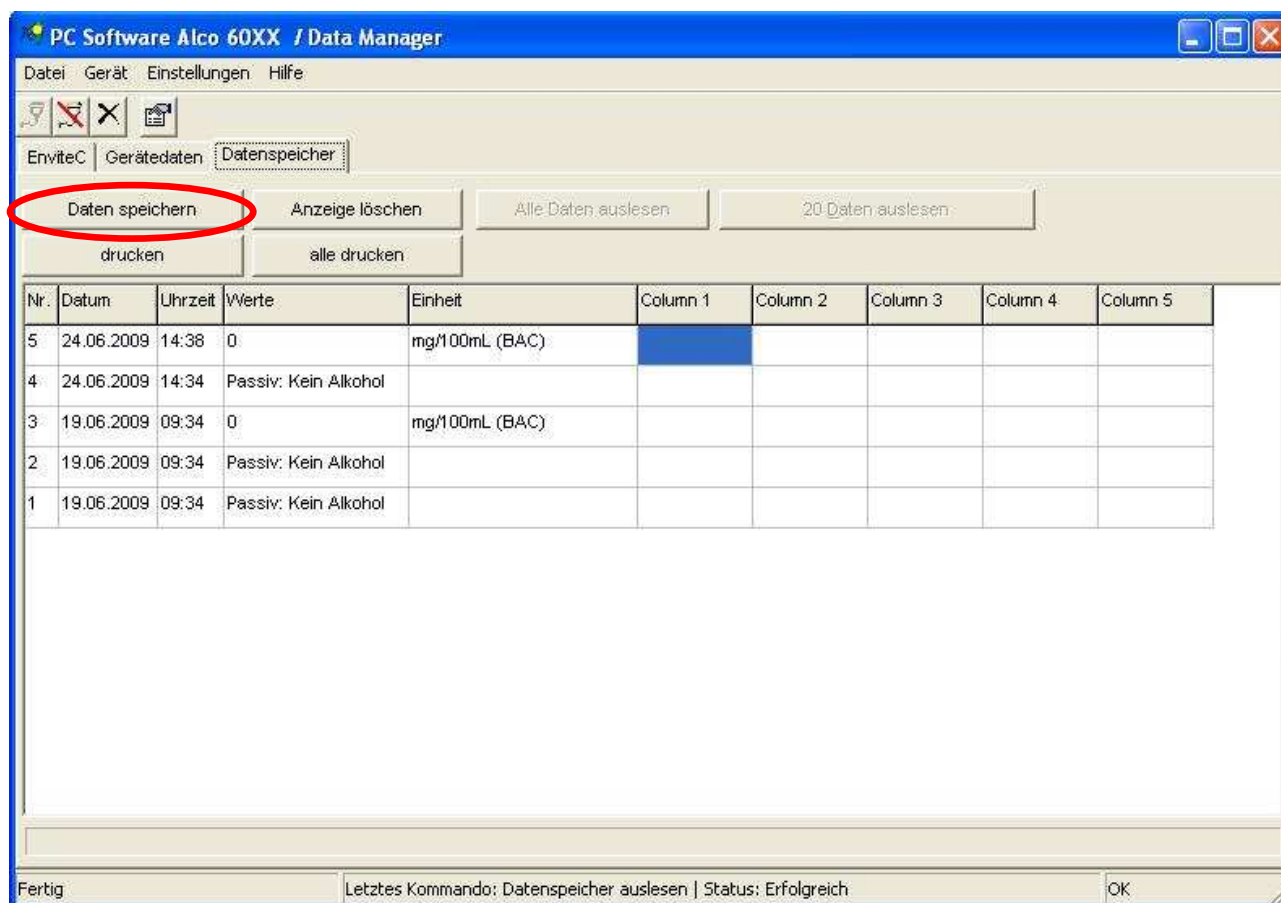 PC Software Alco 60XX / Data Manager
Datei Gerät Einstellungen Hilfe
EnviteC Gerätedaten Datenspeicher
Daten speichern Anzeige löschen Alle Daten auslesen 20 Daten auslesen
drucken alle drucken
Nr. Datum Uhrzeit Werte Einheit Column 1 Column 2 Column 3 Column 4 Column 5
5 24.06.2009 14:38 0 mg/100mL (BAC)
4 24.06.2009 14:34 Passiv: Kein Alkohol
3 19.06.2009 09:34 0 mg/100mL (BAC)
2 19.06.2009 09:34 Passiv: Kein Alkohol
1 19.06.2009 09:34 Passiv: Kein Alkohol
Fertig Letztes Kommando: Datenspeicher auslesen | Status: Erfolgreich OK